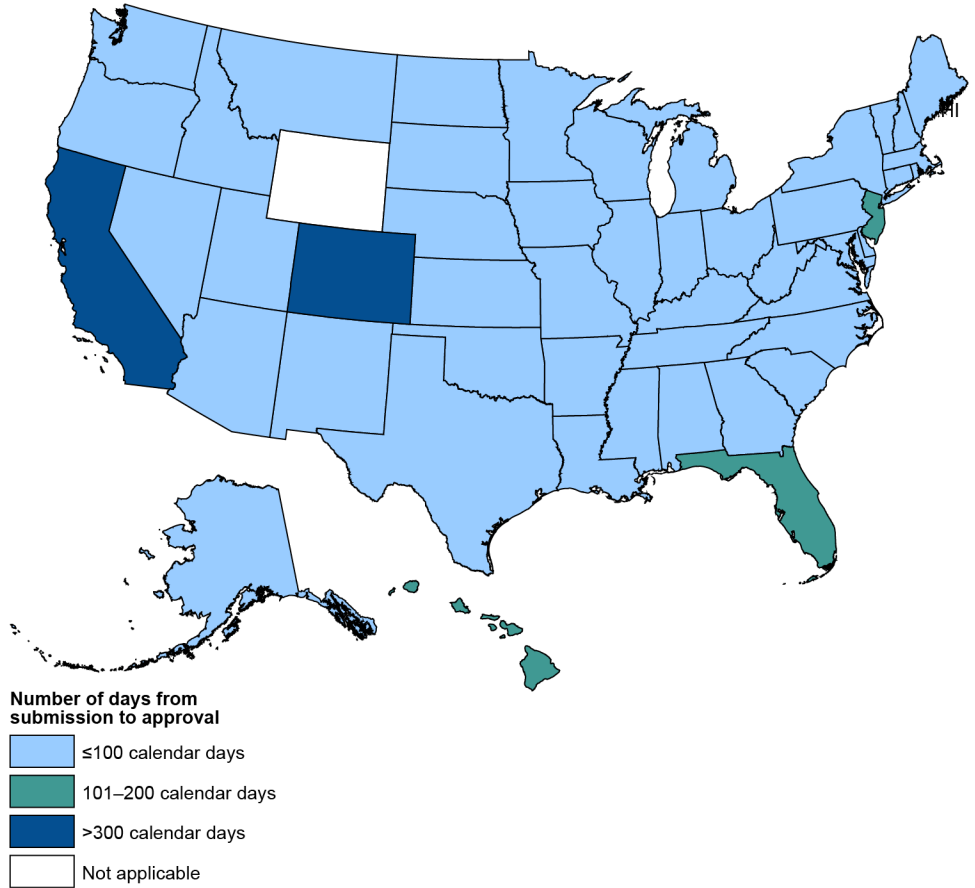 HI
Number of days from
submission to approval
≤100 calendar days
101–200 calendar days
>300 calendar days
Not applicable